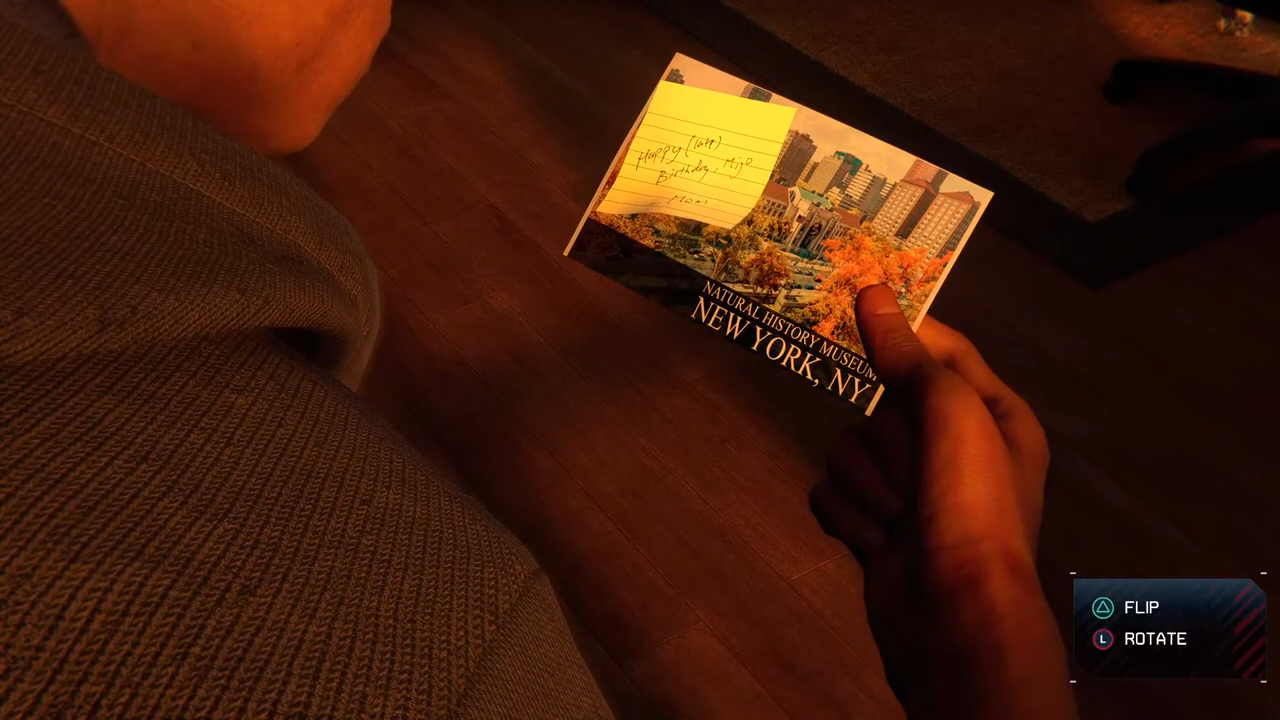 Happy (late)
Birthday, Mijo
- Mom
NATURAL HISTORY MUSEUM
NEW YORK, NY
FLIP
L ROTATE